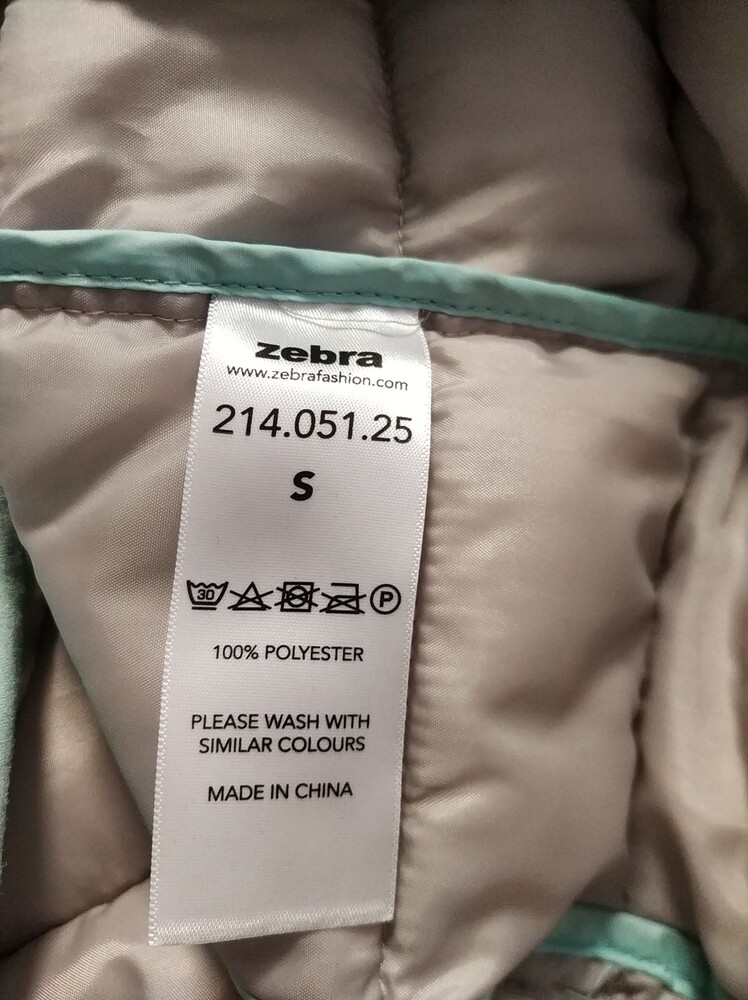 zebra
www.zebrafashion.com
214.051.25
S
30 P
100% POLYESTER
PLEASE WASH WITH
SIMILAR COLOURS
MADE IN CHINA